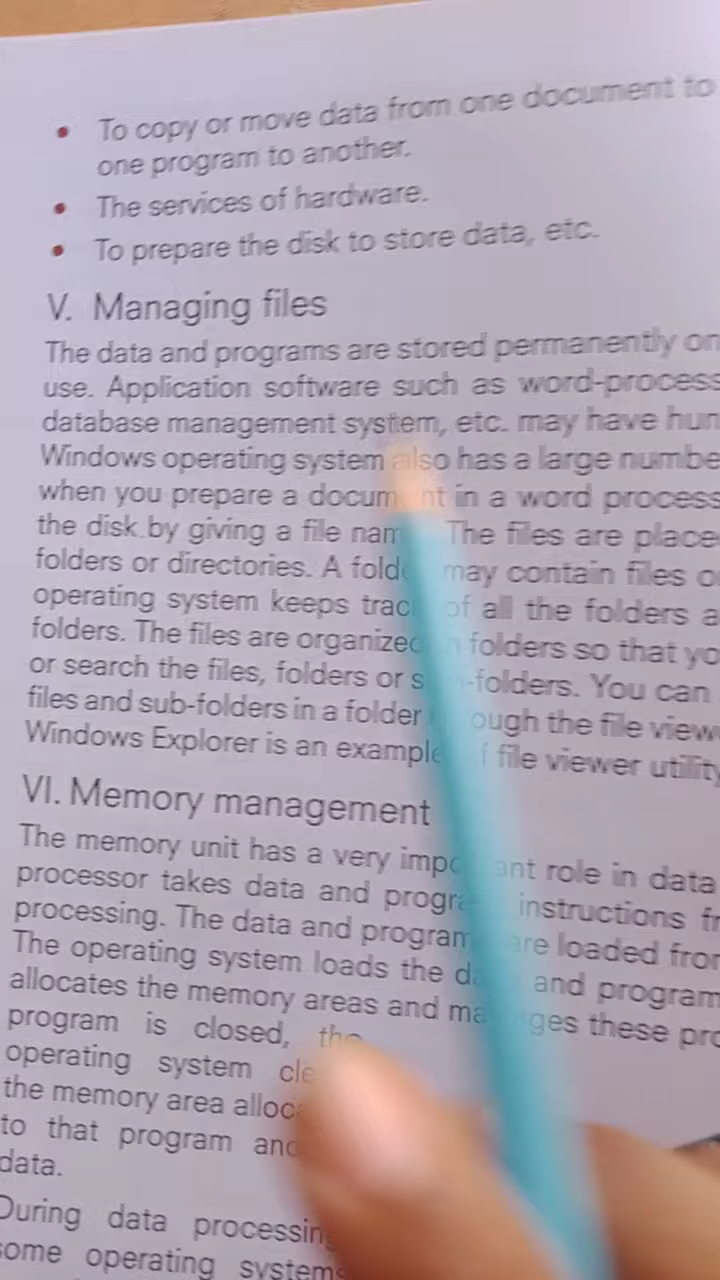 • To copy or move data from one document to
one program to another.
• The services of hardware.
• To prepare the disk to store data, etc.
V. Managing files
The data and programs are stored permanently on
use. Application software such as word-process
database management system, etc. may have hun
Windows operating system also has a large numbe
when you prepare a document in a word process
the disk by giving a file nam The files are place
folders or directories. A folde may contain files o
operating system keeps trac of all the folders a
folders. The files are organized folders so that yo
or search the files, folders or s -folders. You can
files and sub-folders in a folder ough the file view
Windows Explorer is an example f file viewer utility
VI. Memory management
The memory unit has a very impo ant role in data
processor takes data and progra instructions fr
processing. The data and program are loaded from
The operating system loads the da and program
allocates the memory areas and ma ges these pro
program is closed, the
operating system cle
the memory area alloc
to that program and
data.
During data processing
some operating systems